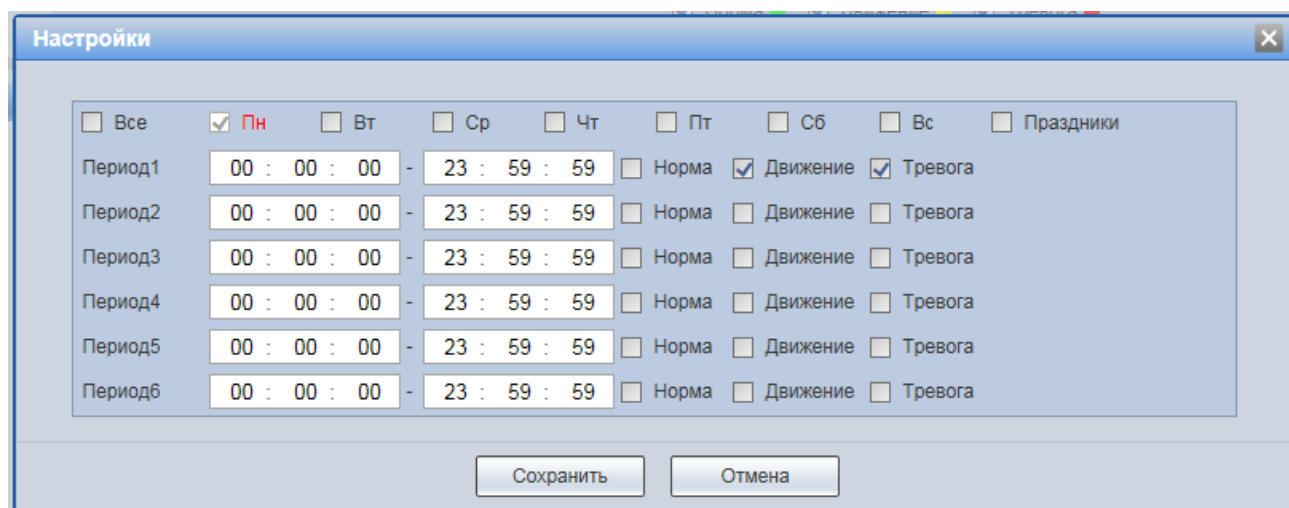 Настройки
Все Пн Вт Ср Чт Пт Сб Вс Праздники
Период1 00 : 00 : 00 - 23 : 59 : 59 Норма Движение Тревога
Период2 00 : 00 : 00 - 23 : 59 : 59 Норма Движение Тревога
Период3 00 : 00 : 00 - 23 : 59 : 59 Норма Движение Тревога
Период4 00 : 00 : 00 - 23 : 59 : 59 Норма Движение Тревога
Период5 00 : 00 : 00 - 23 : 59 : 59 Норма Движение Тревога
Период6 00 : 00 : 00 - 23 : 59 : 59 Норма Движение Тревога
Сохранить Отмена